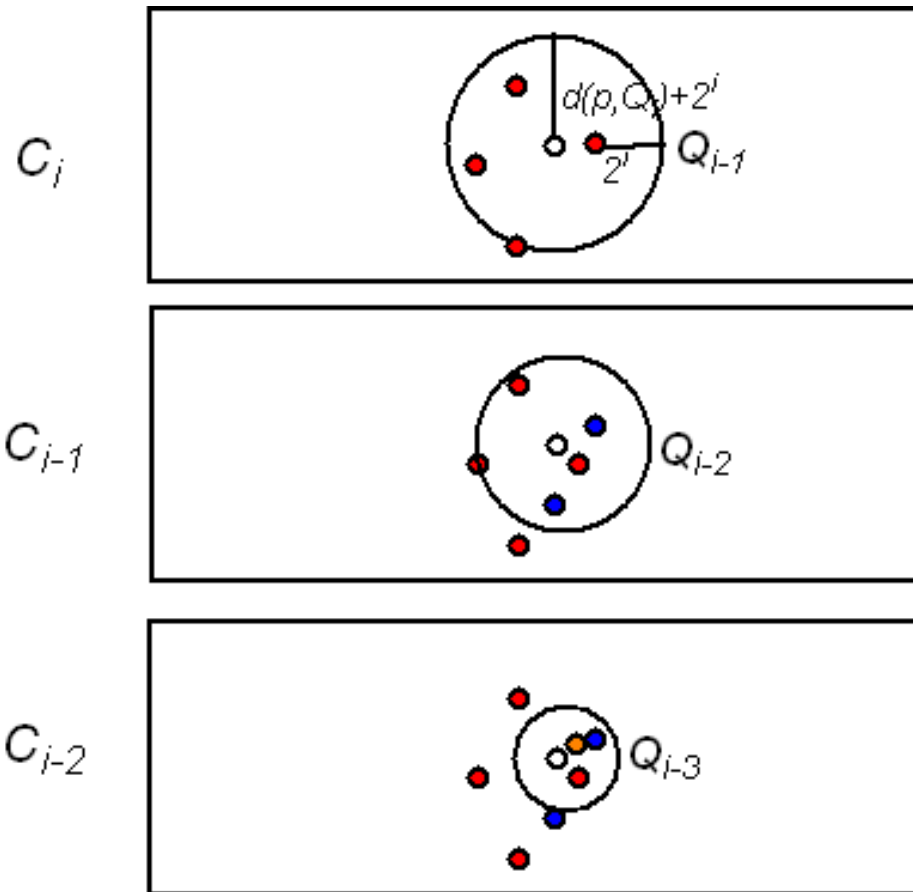 C_i
d(p,Q_i)+2^i
2^i
Q_{i-1}
C_{i-1}
Q_{i-2}
C_{i-2}
Q_{i-3}